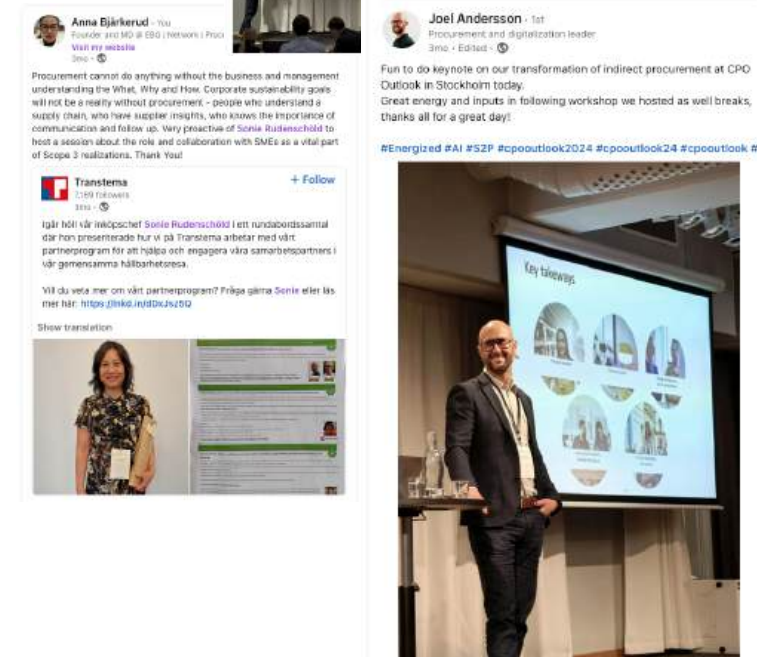 Anna Bjärkerud · You
Founder and MD @ EBG | Network | Proc
Visit my website
3mo ·
Procurement cannot do anything without the business and management
understanding the What, Why and How. Corporate sustainability goals
will not be a reality without procurement - people who understand a
supply chain, who have supplier insights, who knows the importance of
communication and follow up. Very proactive of Sonie Rudenschöld to
host a session about the role and collaboration with SMEs as a vital part
of Scope 3 realizations. Thank You!
Transtema
7,169 followers
3mo ·
+ Follow
Igår höll vår inköpschef Sonie Rudenschöld i ett rundabordssamtal
där hon presenterade hur vi på Transtema arbetar med vårt
partnerprogram för att hjälpa och engagera våra samarbetspartners i
vår gemensamma hållbarhetsresa.
Vill du veta mer om vårt partnerprogram? Fråga gärna Sonie eller läs
mer här:
Show translation
Joel Andersson · 1st
Procurement and digitalization leader
3mo · Edited ·
Fun to do keynote on our transformation of indirect procurement at CPO
Outlook in Stockholm today.
Great energy and inputs in following workshop we hosted as well breaks,
thanks all for a great day!
#Energized #AI #S2P #cpooutlook2024 #cpooutlook24 #cpooutlook #
Key takeways